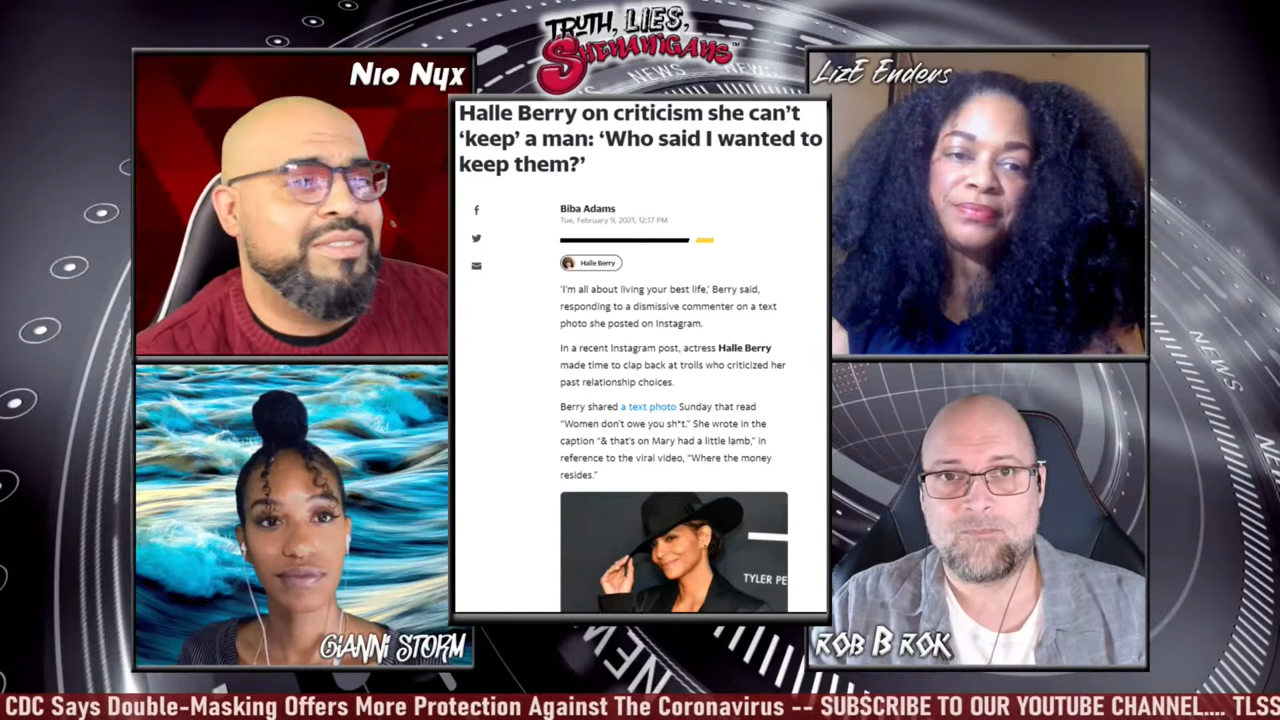 TRUTH, LIES,
SHENANIGANS™
NEWS
NEWS
Nio Nyx
LizE Enders
Halle Berry on criticism she can't
'keep' a man: 'Who said I wanted to
keep them?'
Biba Adams
Tue, February 9, 2021, 12:17 PM
Halle Berry
'I'm all about living your best life,' Berry said,
responding to a dismissive commenter on a text
photo she posted on Instagram.
In a recent Instagram post, actress Halle Berry
made time to clap back at trolls who criticized her
past relationship choices.
Berry shared a text photo Sunday that read
"Women don't owe you sh*t." She wrote in the
caption "& that's on Mary had a little lamb," in
reference to the viral video, "Where the money
resides."
TYLER PE
NEWS
Gianni Storm
Rob B Rok
NEW
CDC Says Double-Masking Offers More Protection Against The Coronavirus -- SUBSCRIBE TO OUR YOUTUBE CHANNEL.... TLSS